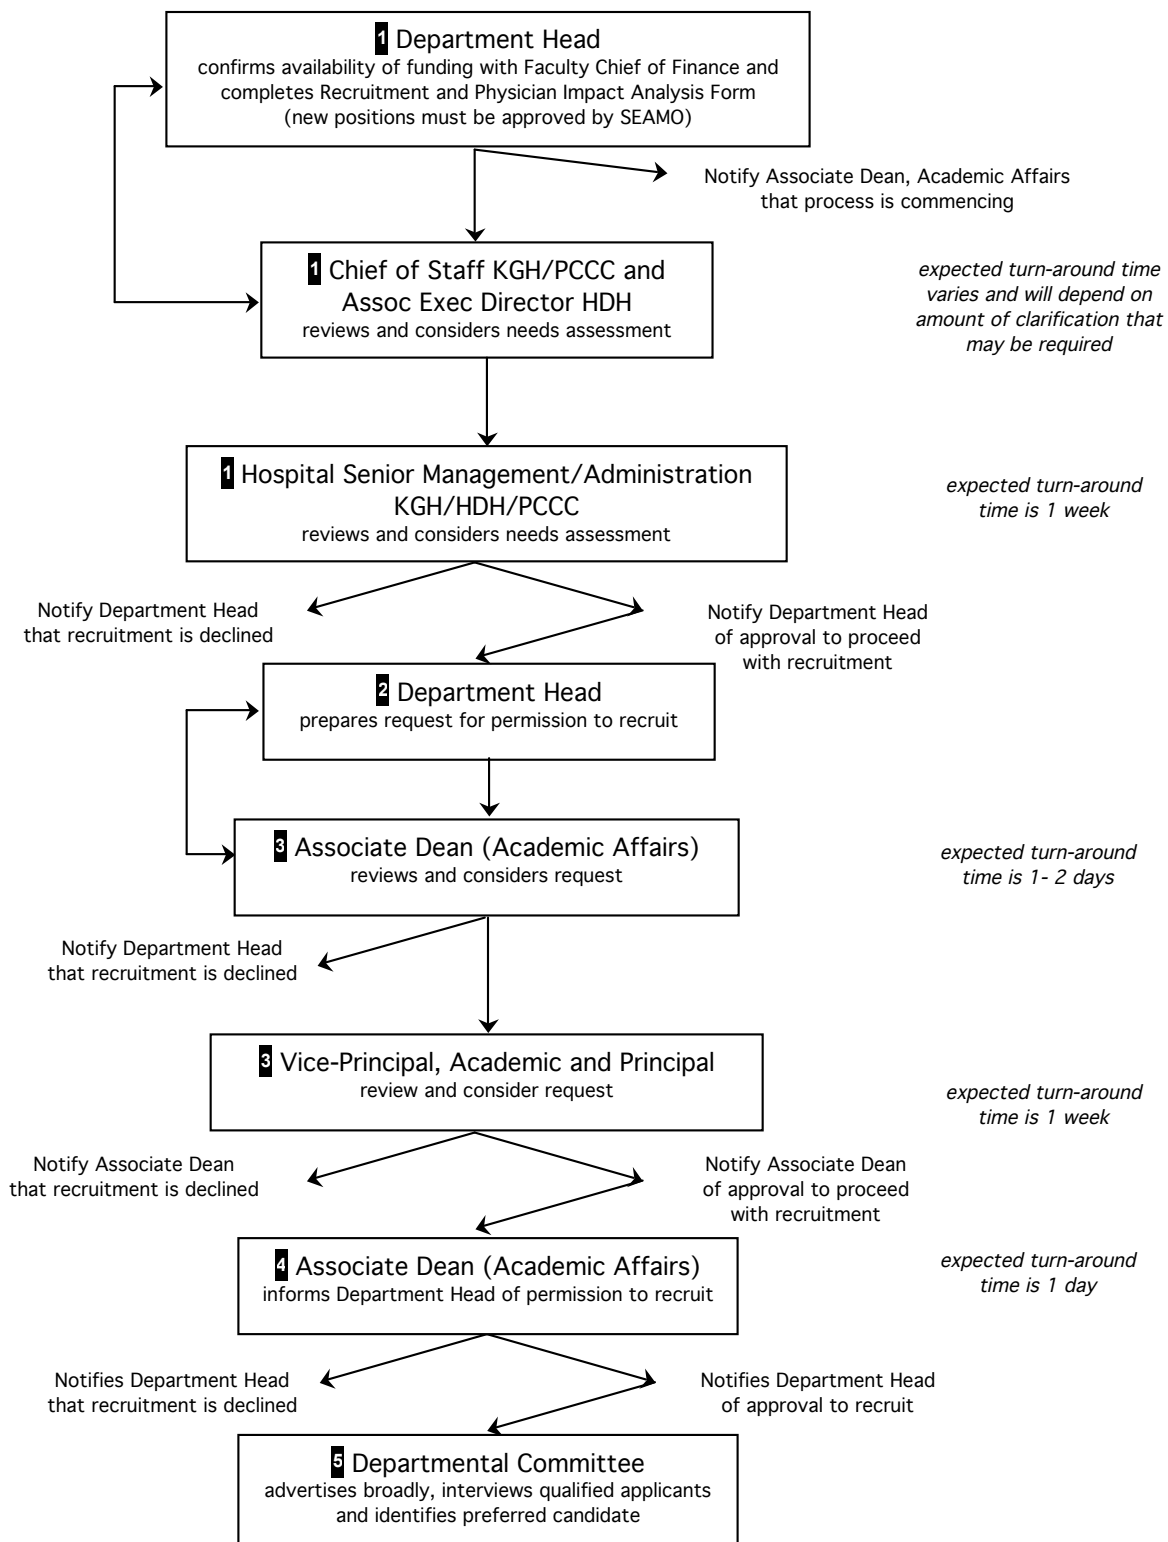 1 Department Head
confirms availability of funding with Faculty Chief of Finance and
completes Recruitment and Physician Impact Analysis Form
(new positions must be approved by SEAMO)
Notify Associate Dean, Academic Affairs
that process is commencing
1 Chief of Staff KGH/PCCC and
Assoc Exec Director HDH
reviews and considers needs assessment
expected turn-around time
varies and will depend on
amount of clarification that
may be required
1 Hospital Senior Management/Administration
KGH/HDH/PCCC
reviews and considers needs assessment
expected turn-around
time is 1 week
Notify Department Head
that recruitment is declined
Notify Department Head
of approval to proceed
with recruitment
2 Department Head
prepares request for permission to recruit
3 Associate Dean (Academic Affairs)
reviews and considers request
expected turn-around
time is 1- 2 days
Notify Department Head
that recruitment is declined
3 Vice-Principal, Academic and Principal
review and consider request
expected turn-around
time is 1 week
Notify Associate Dean
that recruitment is declined
Notify Associate Dean
of approval to proceed
with recruitment
4 Associate Dean (Academic Affairs)
informs Department Head of permission to recruit
expected turn-around
time is 1 day
Notifies Department Head
that recruitment is declined
Notifies Department Head
of approval to recruit
5 Departmental Committee
advertises broadly, interviews qualified applicants
and identifies preferred candidate